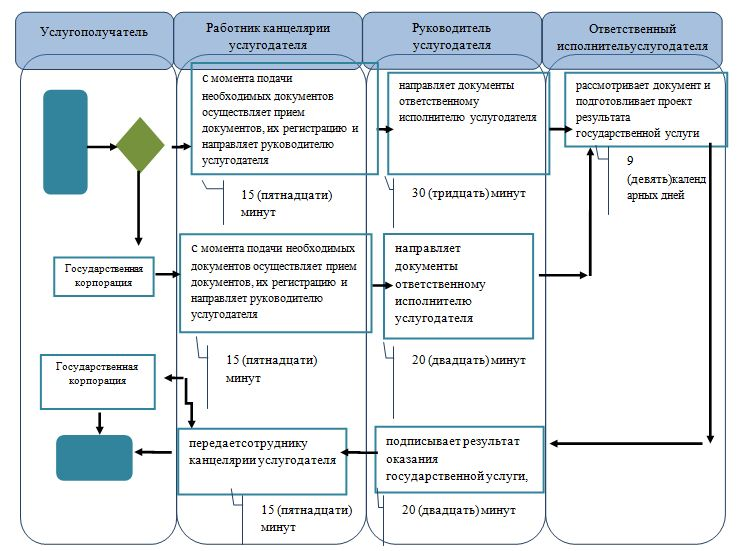 Услугополучатель
Работник канцелярии
услугодателя
Руководитель
услугодателя
Ответственный
исполнительуслугодателя
С момента подачи
необходимых документов
осуществляет прием
документов, их регистрацию и
направляет руководителю
услугодателя
направляет документы
ответственному
исполнителю услугодателя
рассматривает документ и
подготовливает проект
результата
государственной услуги
15 (пятнадцати)
минут
30 (тридцать) минут
9
(девять)календ
арных дней
Государственная
корпорация
С момента подачи необходимых
документов осуществляет прием
документов, их регистрацию и
направляет руководителю
услугодателя
направляет
документы
ответственному
исполнителю
услугодателя
15 (пятнадцати)
минут
20 (двадцать) минут
Государственная
корпорация
передаетсотруднику
канцелярии услугодателя
подписывает результат
оказания
государственной услуги,
15 (пятнадцати)
минут
20 (двадцать) минут